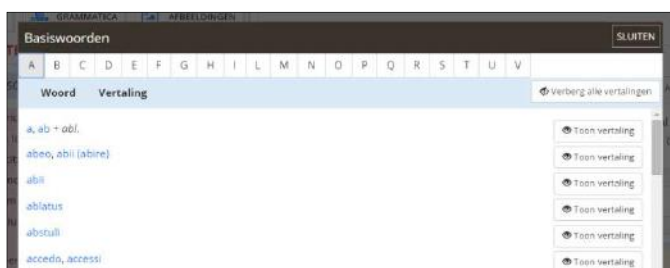 GRAMMATICA AFBEELDINGEN
Basiswoorden SLUITEN
A B C D E F G H I L M N O P Q R S T U V
Woord Vertaling Verberg alle vertalingen
a, ab + abl. Toon vertaling
abeo, abii (abire) Toon vertaling
abii Toon vertaling
ablatus Toon vertaling
abstuli Toon vertaling
accedo, accessi Toon vertaling